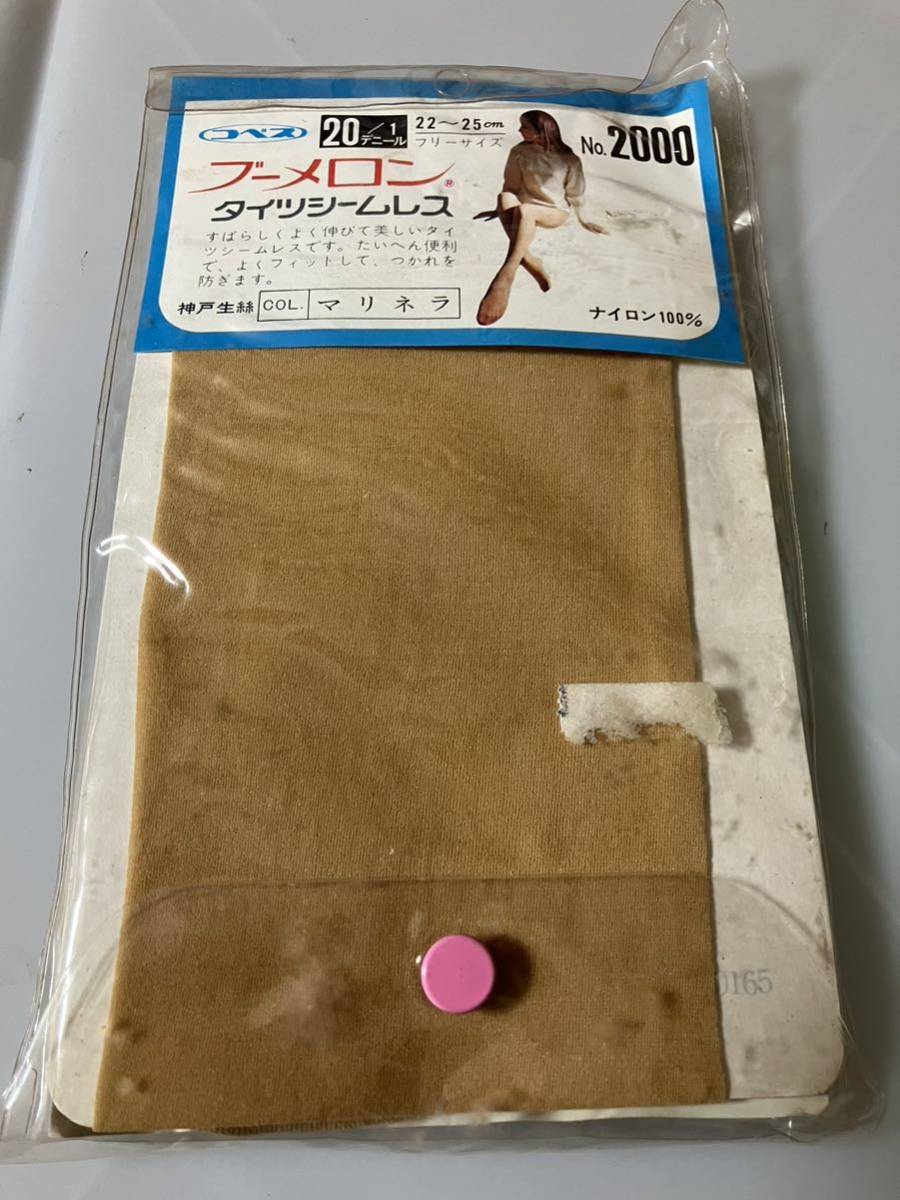 コベス
20/1デニール
22～25cm
フリーサイズ
No.2000
ブーメロン®
タイツシームレス
すばらしくよく伸びて美しいタイ
ツシームレスです。たいへん便利
で、よくフィットして、つかれを
防ぎます。
神戸生絲 COL. マリネラ
ナイロン100%
0165